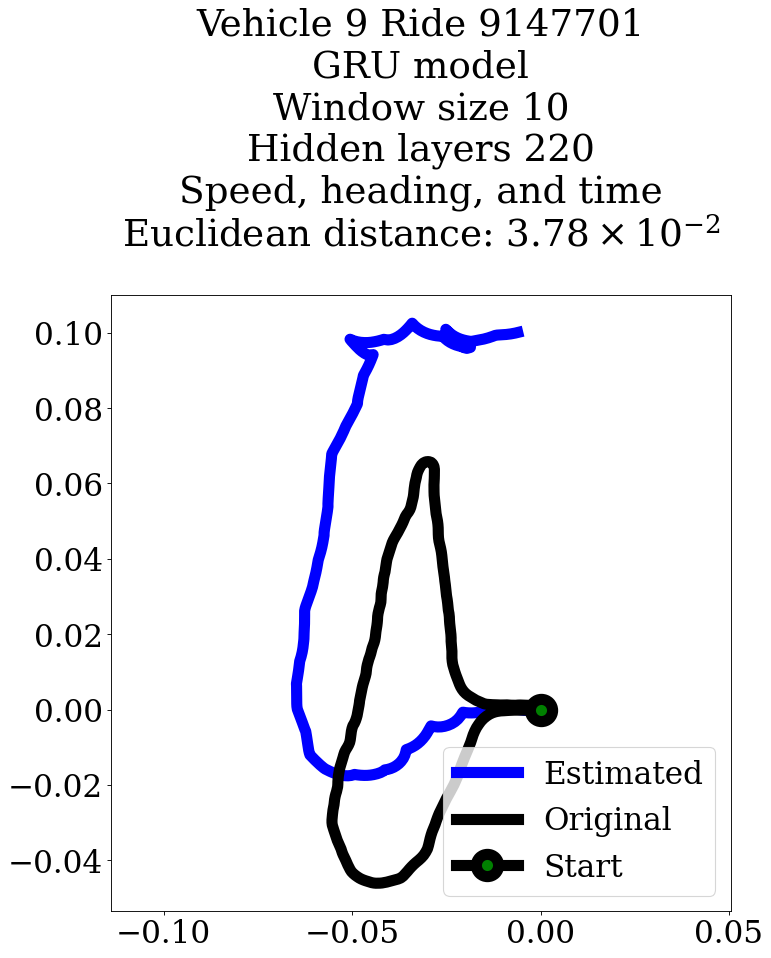 Vehicle 9 Ride 9147701
GRU model
Window size 10
Hidden layers 220
Speed, heading, and time
Euclidean distance: 3.78 × 10⁻²
0.10
0.08
0.06
0.04
0.02
0.00
−0.02
−0.04
Estimated
Original
Start
−0.10
−0.05
0.00
0.05